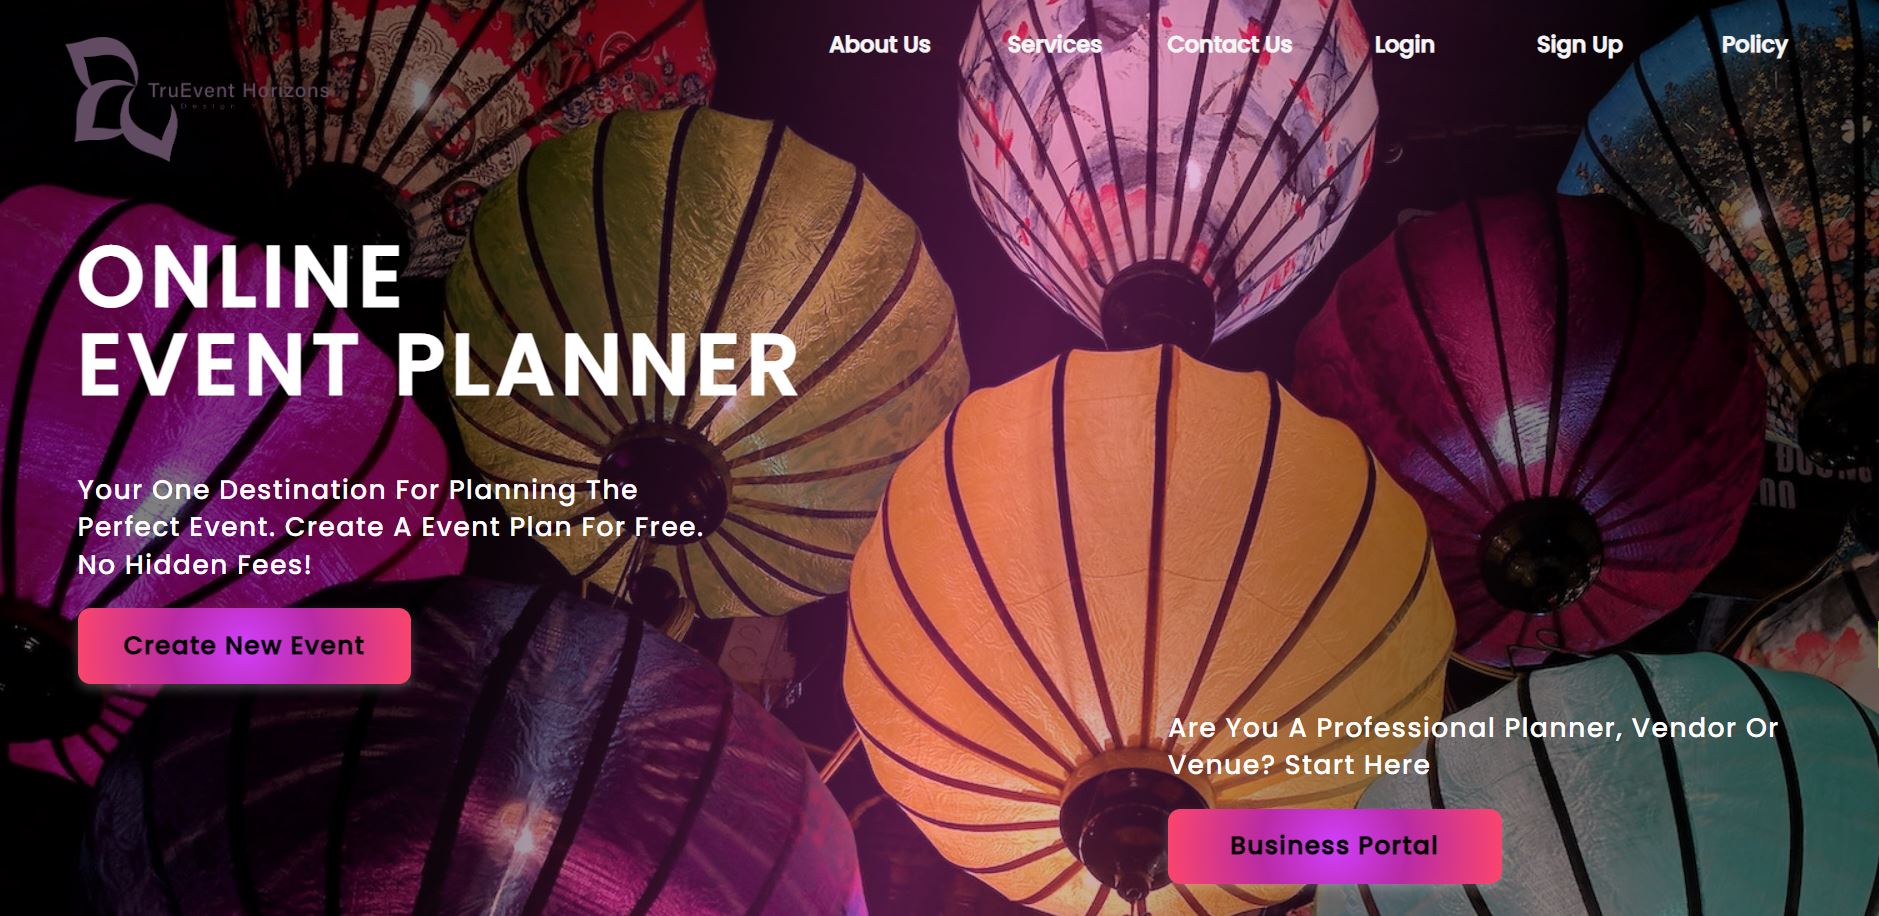 About Us Services Contact Us Login Sign Up Policy
TruEvent Horizons
ONLINE
EVENT PLANNER
Your One Destination For Planning The
Perfect Event. Create A Event Plan For Free.
No Hidden Fees!
Create New Event
Are You A Professional Planner, Vendor Or
Venue? Start Here
Business Portal